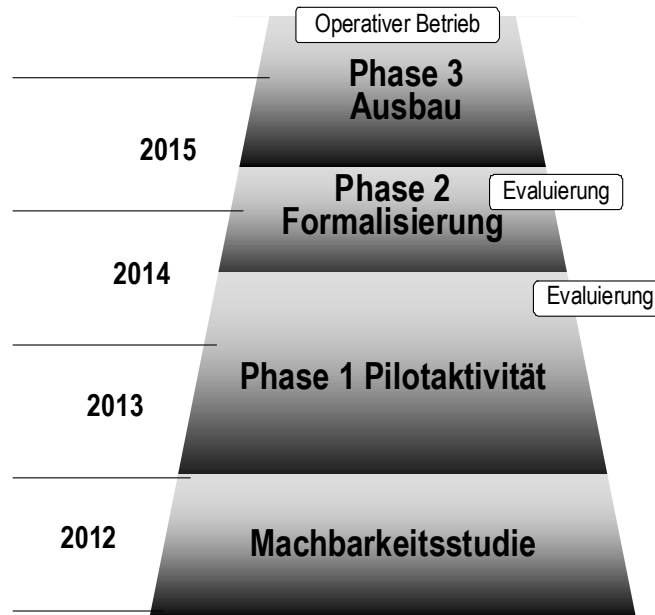 Operativer Betrieb
Phase 3
Ausbau
2015
Phase 2
Formalisierung
Evaluierung
2014
Evaluierung
Phase 1 Pilotaktivität
2013
2012
Machbarkeitsstudie